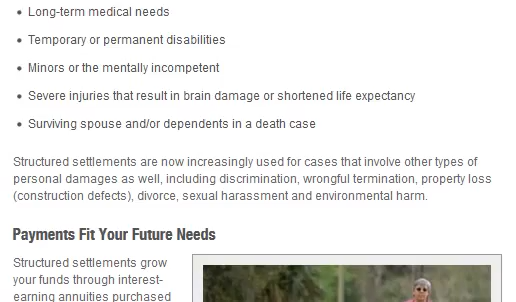 Long-term medical needs
Temporary or permanent disabilities
Minors or the mentally incompetent
Severe injuries that result in brain damage or shortened life expectancy
Surviving spouse and/or dependents in a death case
Structured settlements are now increasingly used for cases that involve other types of
personal damages as well, including discrimination, wrongful termination, property loss
(construction defects), divorce, sexual harassment and environmental harm.
Payments Fit Your Future Needs
Structured settlements grow
your funds through interest-
earning annuities purchased